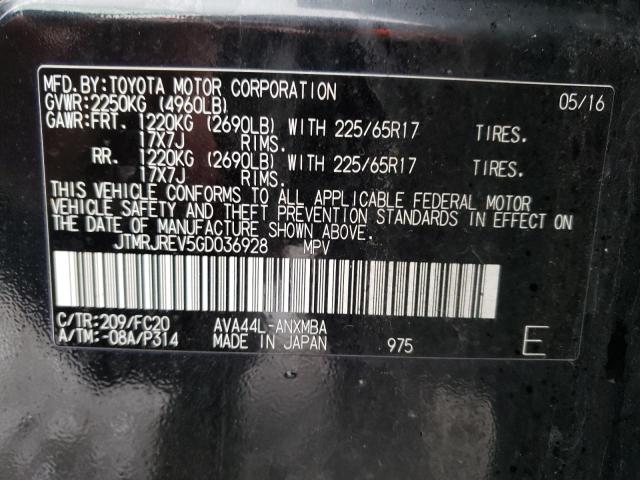 MFD.BY:TOYOTA MOTOR CORPORATION 05/16
GVWR:2250KG (4960LB)
GAWR:FRT. 1220KG (2690LB) WITH 225/65R17 TIRES.
17X7J RIMS.
RR. 1220KG (2690LB) WITH 225/65R17 TIRES.
17X7J RIMS.
THIS VEHICLE CONFORMS TO ALL APPLICABLE FEDERAL MOTOR
VEHICLE SAFETY AND THEFT PREVENTION STANDARDS IN EFFECT ON
THE DATE OF MANUFACTURE SHOWN ABOVE.
JTMRJREV5GD036928 MPV
C/TR:209/FC20 AVA44L-ANXMBA
A/TM:-08A/P314 MADE IN JAPAN 975 E